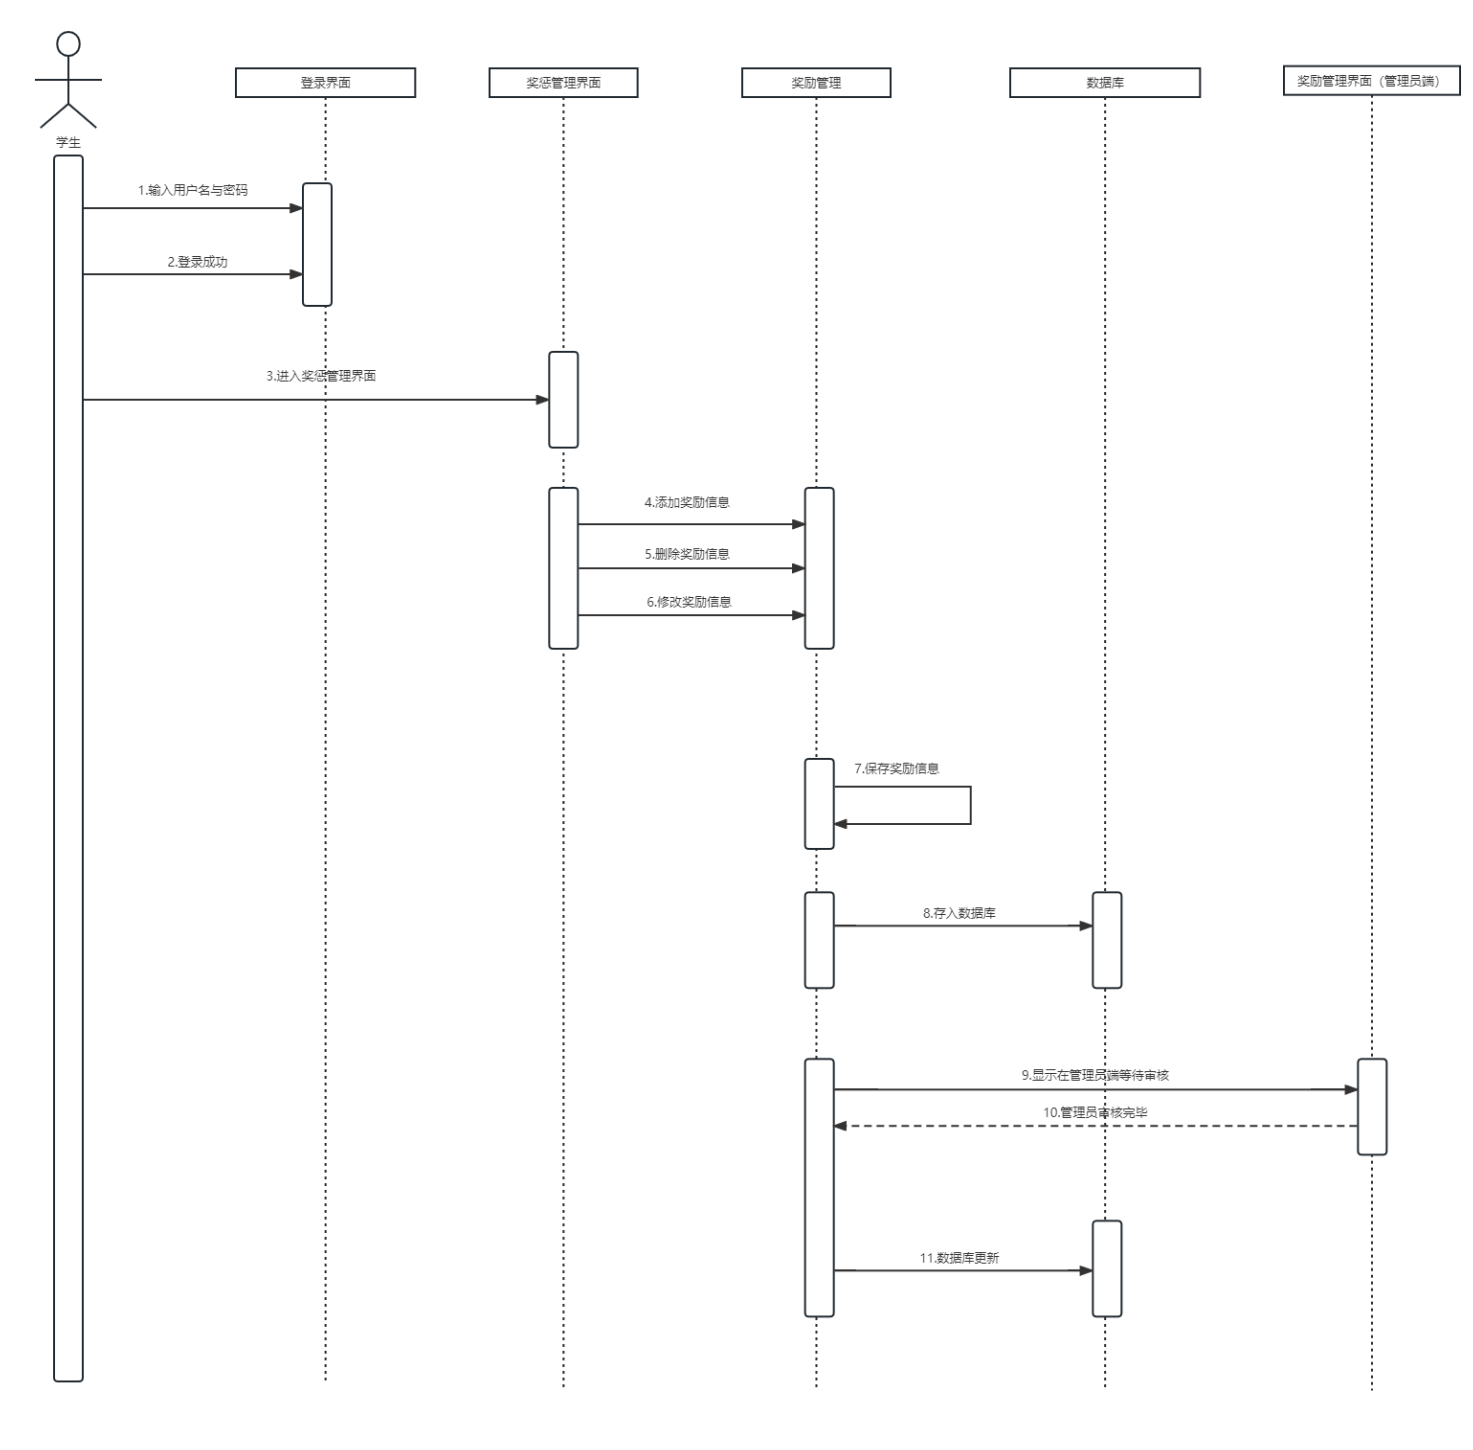 学生
登录界面
奖惩管理界面
奖励管理
数据库
奖励管理界面（管理员端）
1.输入用户名与密码
2.登录成功
3.进入奖惩管理界面
4.添加奖励信息
5.删除奖励信息
6.修改奖励信息
7.保存奖励信息
8.存入数据库
9.显示在管理员端等待审核
10.管理员审核完毕
11.数据库更新